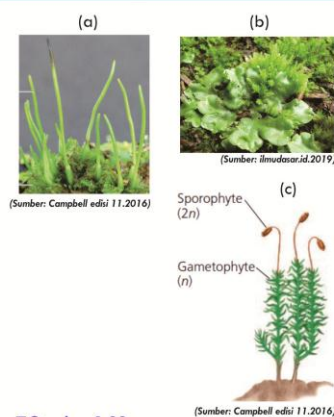 (a)
(b)
(Sumber: Campbell edisi 11.2016)
(Sumber: ilmudasar.id.2019)
(c)
Sporophyte
(2n)
Gametophyte
(n)
(Sumber: Campbell edisi 11.2016)